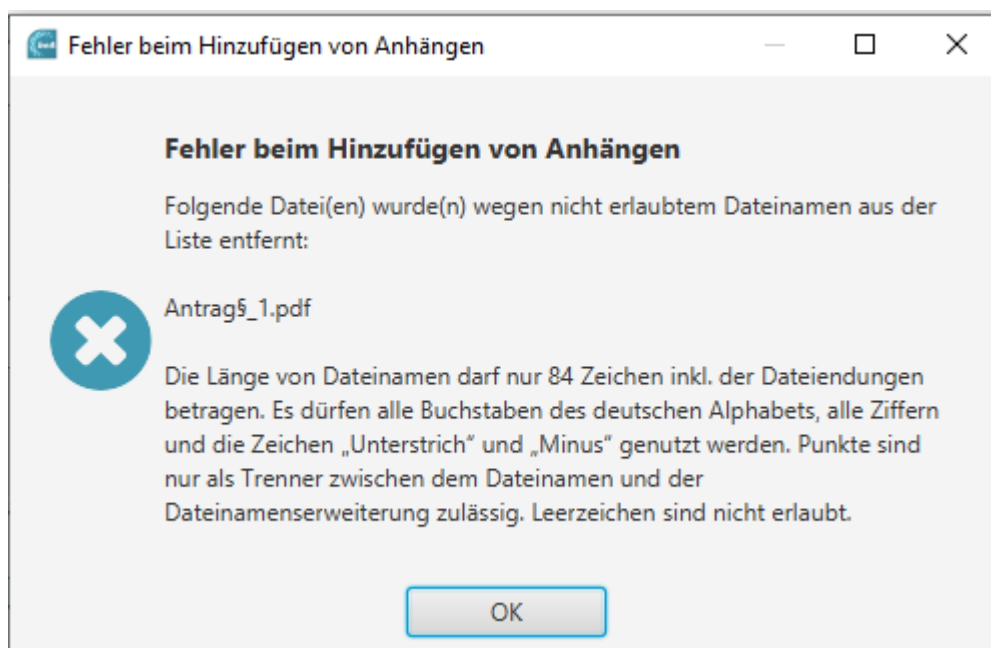 Fehler beim Hinzufügen von Anhängen
Fehler beim Hinzufügen von Anhängen
Folgende Datei(en) wurde(n) wegen nicht erlaubtem Dateinamen aus der
Liste entfernt:
Antrag§_1.pdf
Die Länge von Dateinamen darf nur 84 Zeichen inkl. der Dateiendungen
betragen. Es dürfen alle Buchstaben des deutschen Alphabets, alle Ziffern
und die Zeichen „Unterstrich“ und „Minus“ genutzt werden. Punkte sind
nur als Trenner zwischen dem Dateinamen und der
Dateinamenserweiterung zulässig. Leerzeichen sind nicht erlaubt.
OK